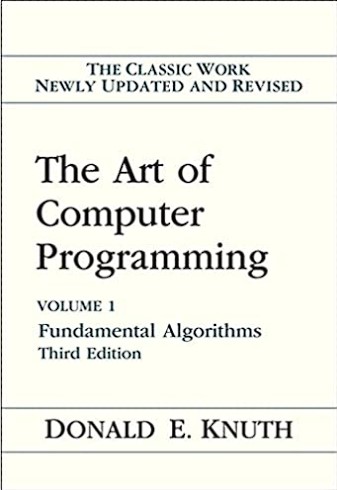 THE CLASSIC WORK
NEWLY UPDATED AND REVISED
The Art of
Computer
Programming
VOLUME 1
Fundamental Algorithms
Third Edition
DONALD E. KNUTH